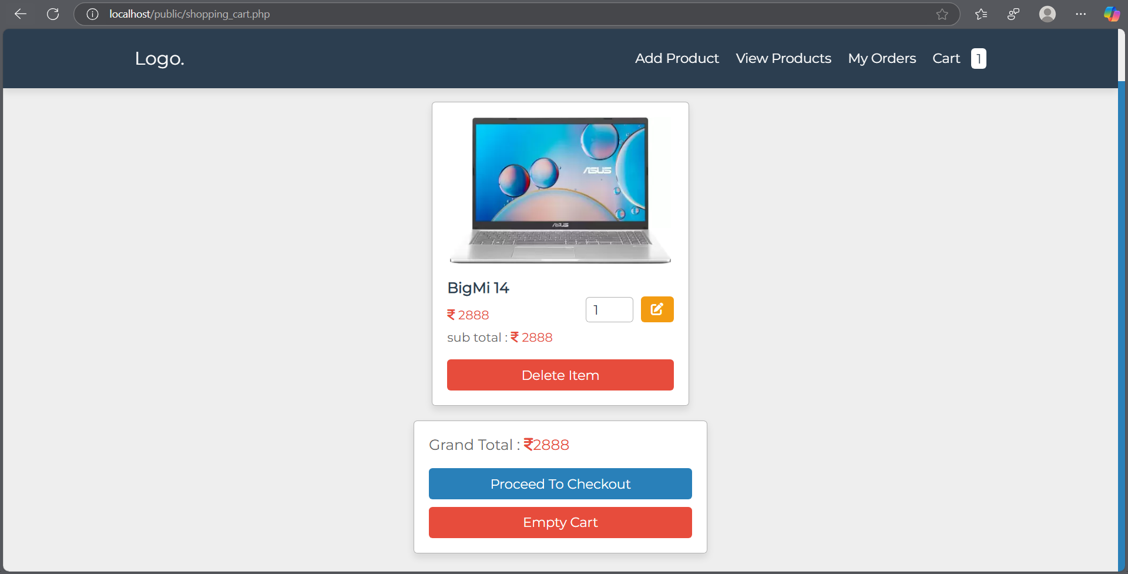 localhost/public/shopping_cart.php
Logo. Add Product View Products My Orders Cart 1
ASUS
ASUS
BigMi 14
₹ 2888
1
sub total : ₹ 2888
Delete Item
Grand Total : ₹2888
Proceed To Checkout
Empty Cart